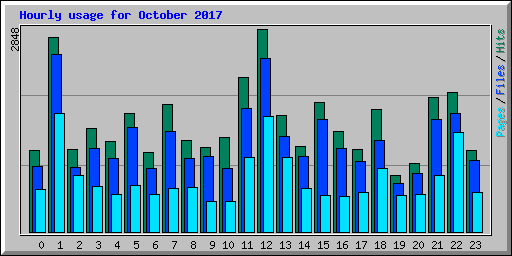 Hourly usage for October 2017
2848
Pages / Files / Hits
0 1 2 3 4 5 6 7 8 9 10 11 12 13 14 15 16 17 18 19 20 21 22 23